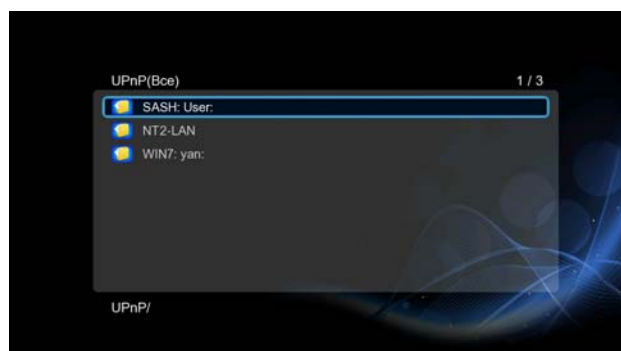 UPnP(Все) 1 / 3
SASH: User:
NT2-LAN
WIN7: yan:
UPnP/